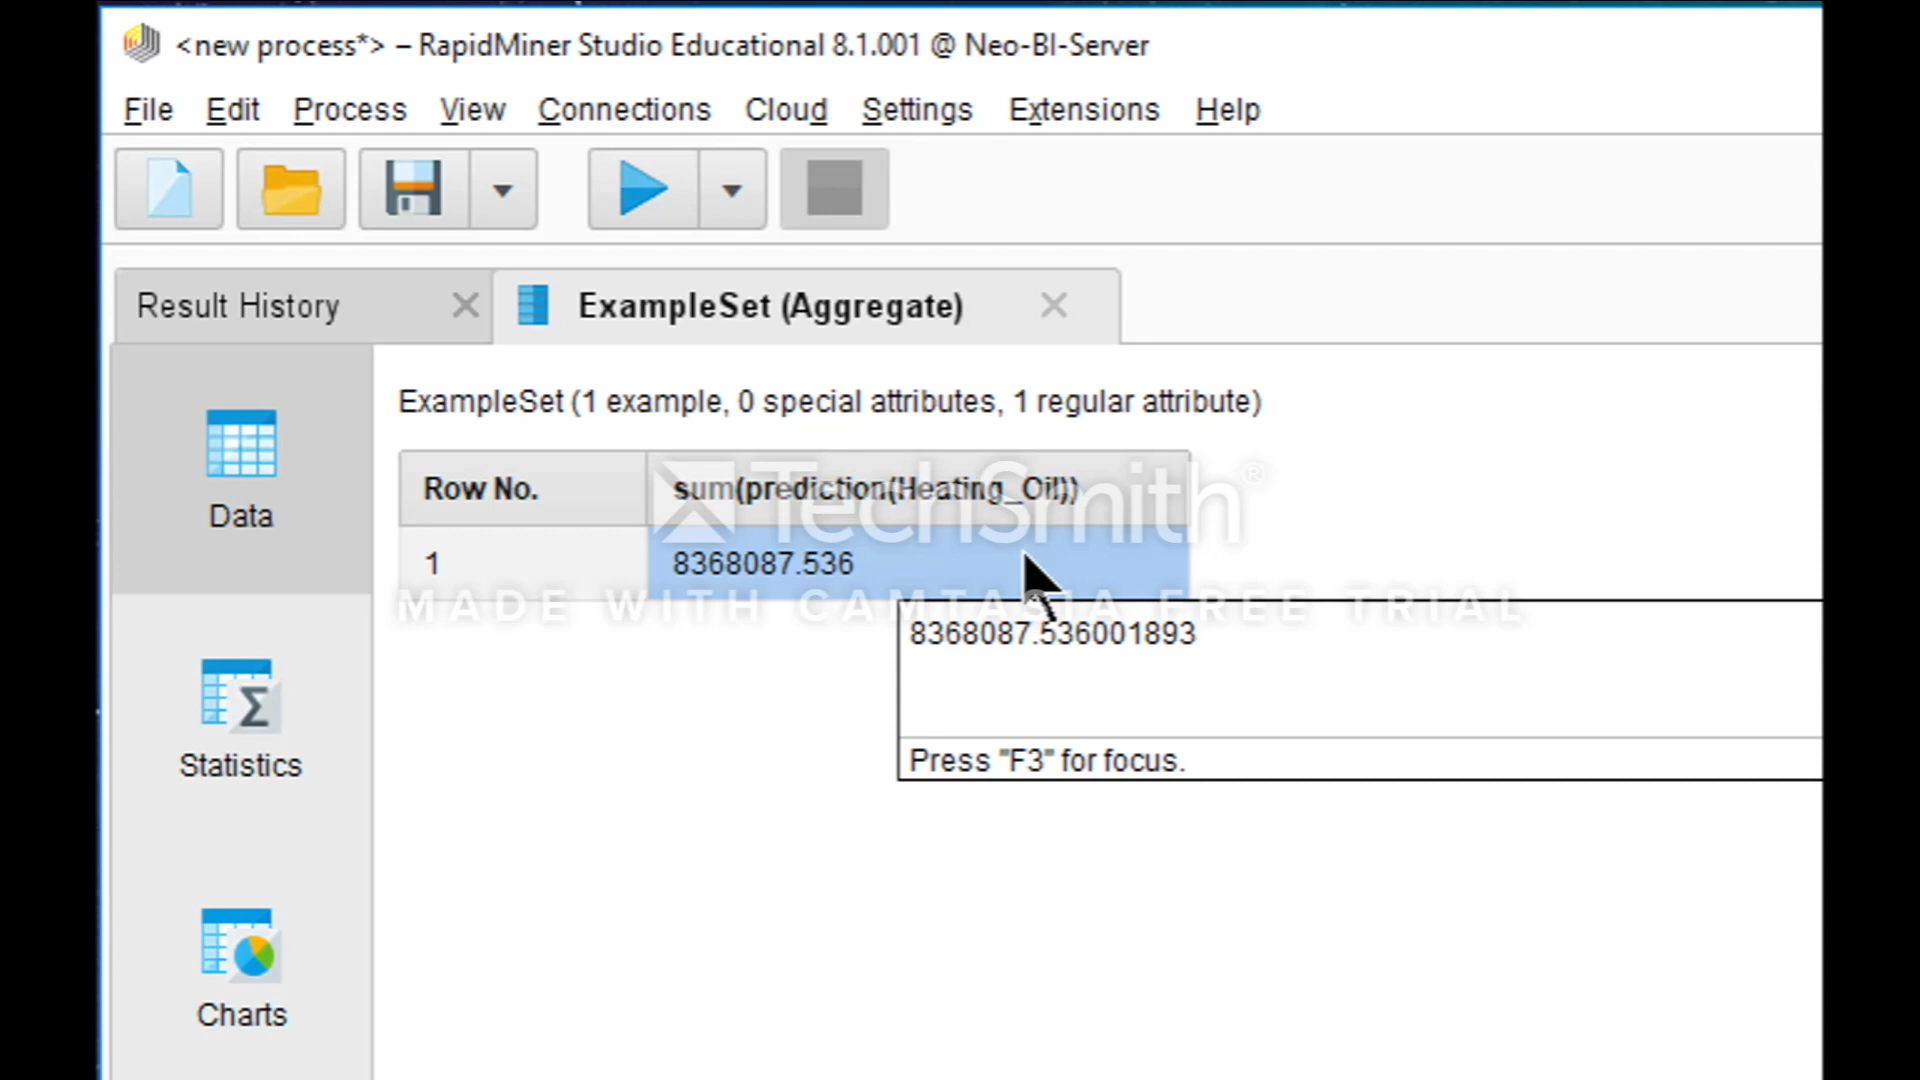 <new process*> – RapidMiner Studio Educational 8.1.001 @ Neo-BI-Server
File Edit Process View Connections Cloud Settings Extensions Help
Result History
ExampleSet (Aggregate)
ExampleSet (1 example, 0 special attributes, 1 regular attribute)
Row No. sum(prediction(Heating_Oil))
1 8368087.536
TechSmith®
MADE WITH CAMTASIA FREE TRIAL
8368087.536001893
Press "F3" for focus.
Data
Statistics
Charts